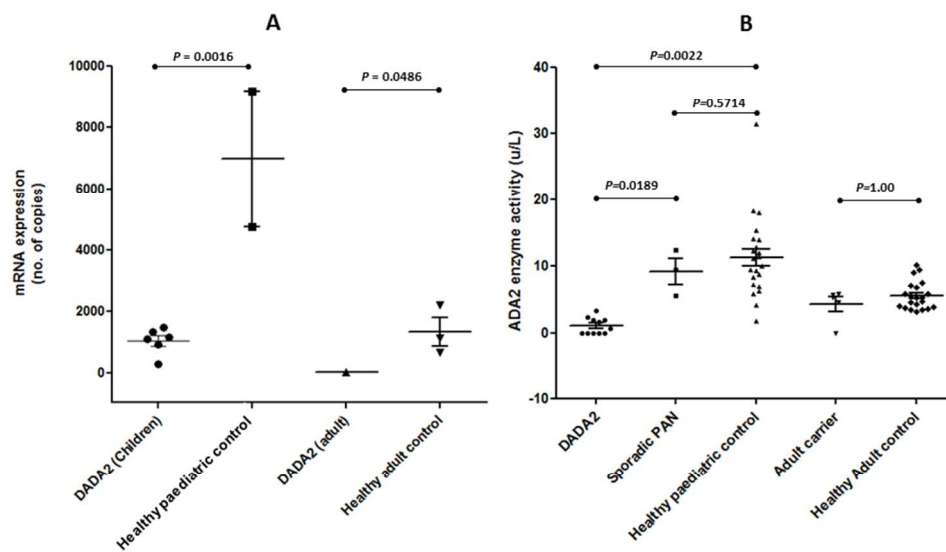 A
P = 0.0016
P = 0.0486
10000
8000
6000
4000
2000
0
mRNA expression
(no. of copies)
DADA2 (Children)
Healthy paediatric control
DADA2 (adult)
Healthy adult control
B
P=0.0022
P=0.5714
P=0.0189
P=1.00
40
30
20
10
0
-10
ADA2 enzyme activity (u/L)
DADA2
Sporadic PAN
Healthy paediatric control
Adult carrier
Healthy Adult control